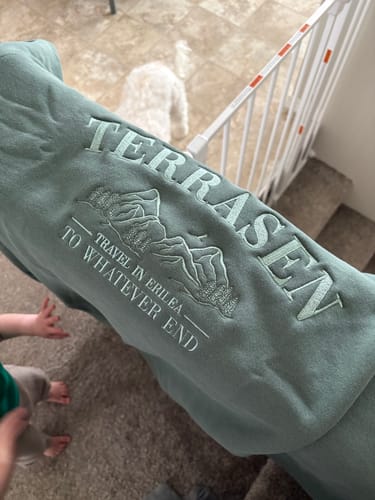 TERRASEN
TRAVEL IN ERILEA
TO WHATEVER END